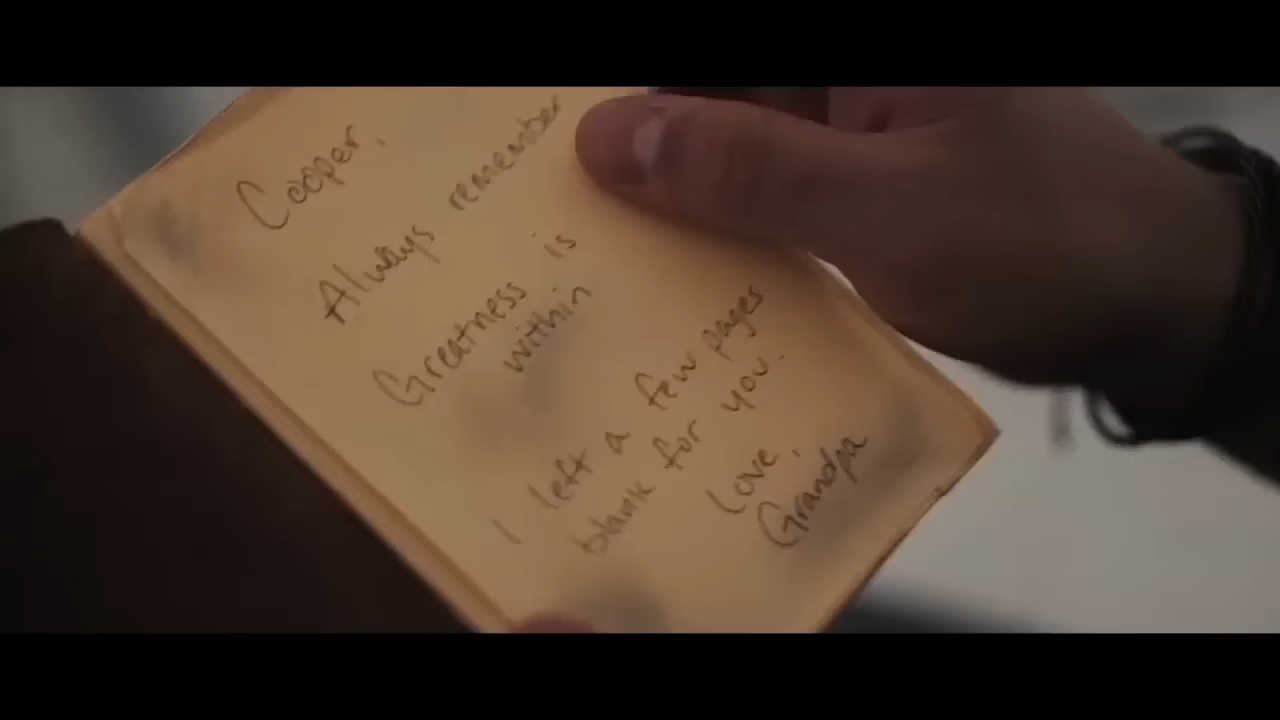 Cooper,
Always remember
Greatness is
within
I left a few pages
blank for you.
Love,
Grandpa